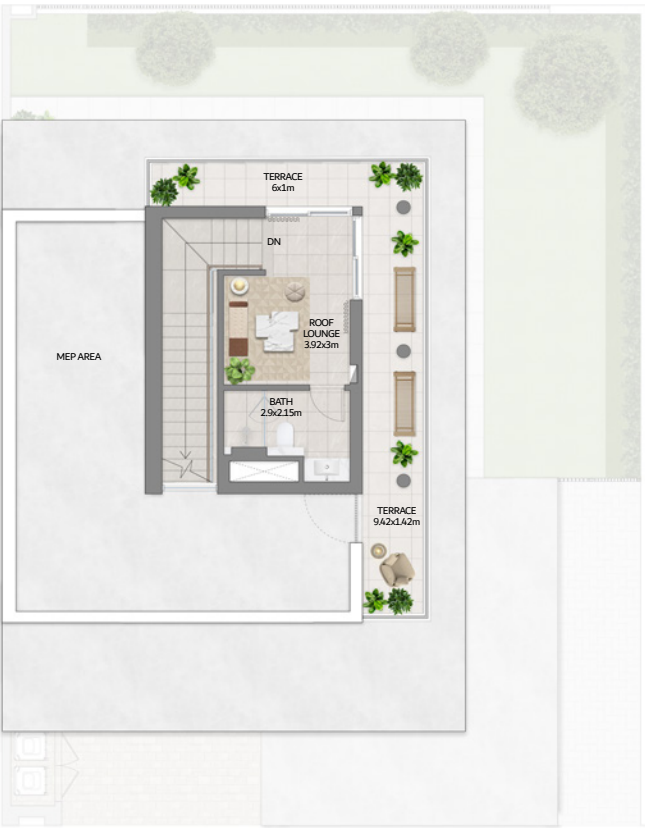 TERRACE
6x1m
DN
ROOF
LOUNGE
3.92x3m
MEP AREA
BATH
2.9x2.15m
TERRACE
9.42x1.42m